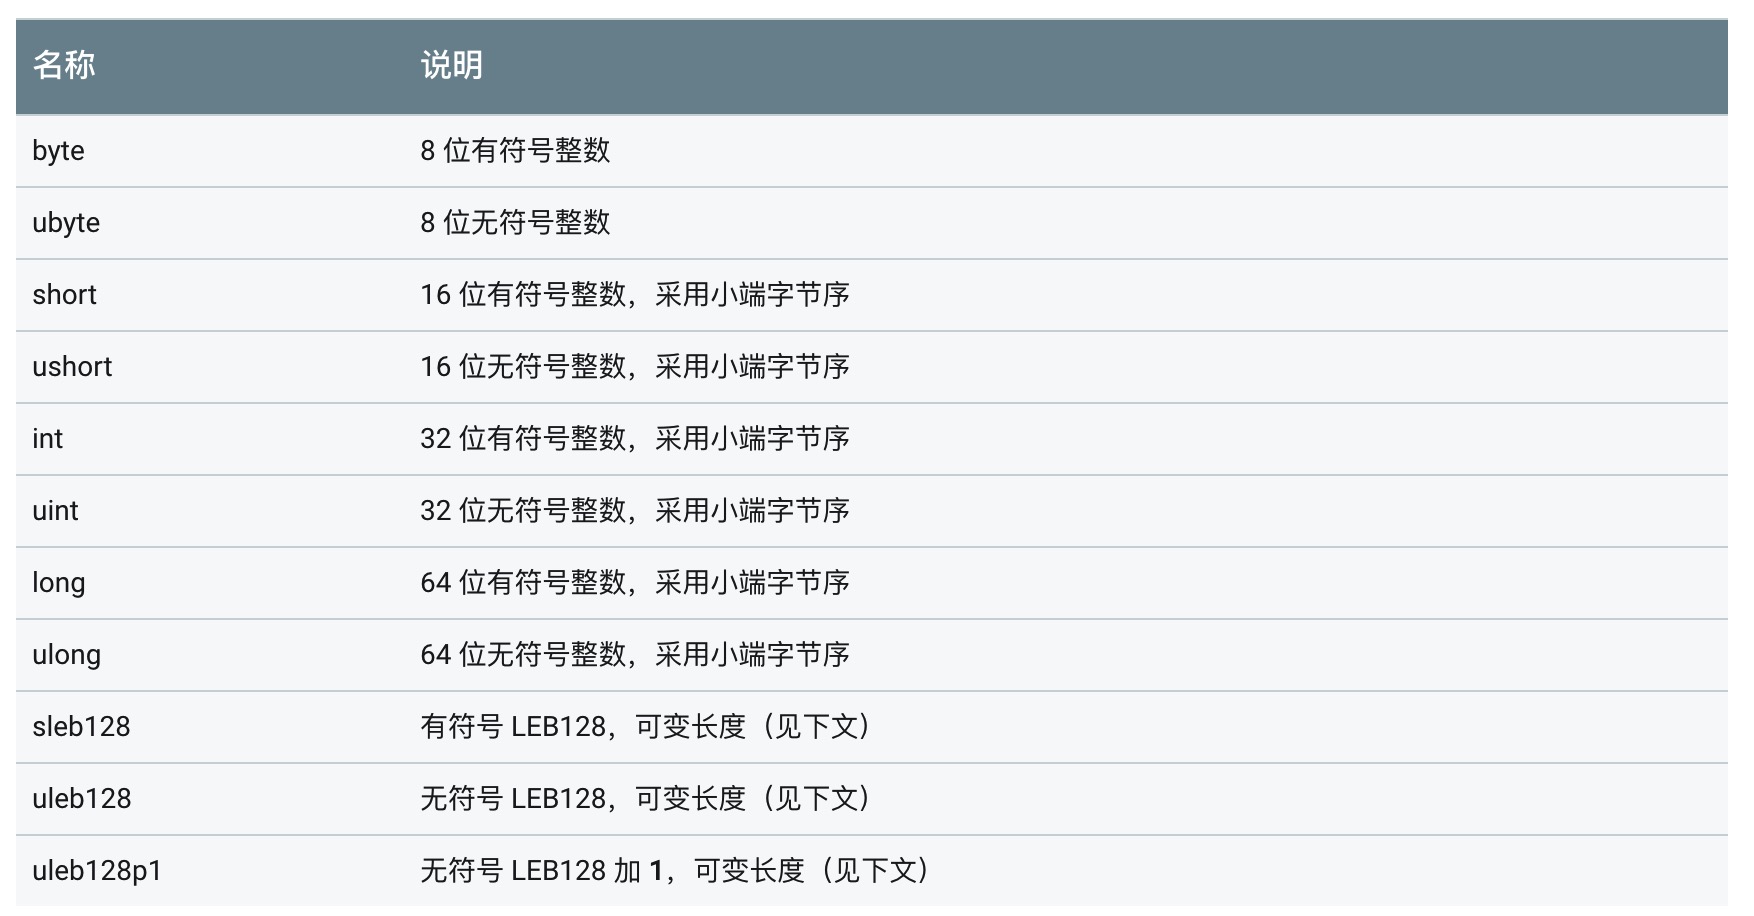 名称 说明
byte 8 位有符号整数
ubyte 8 位无符号整数
short 16 位有符号整数，采用小端字节序
ushort 16 位无符号整数，采用小端字节序
int 32 位有符号整数，采用小端字节序
uint 32 位无符号整数，采用小端字节序
long 64 位有符号整数，采用小端字节序
ulong 64 位无符号整数，采用小端字节序
sleb128 有符号 LEB128，可变长度（见下文）
uleb128 无符号 LEB128，可变长度（见下文）
uleb128p1 无符号 LEB128 加 1，可变长度（见下文）